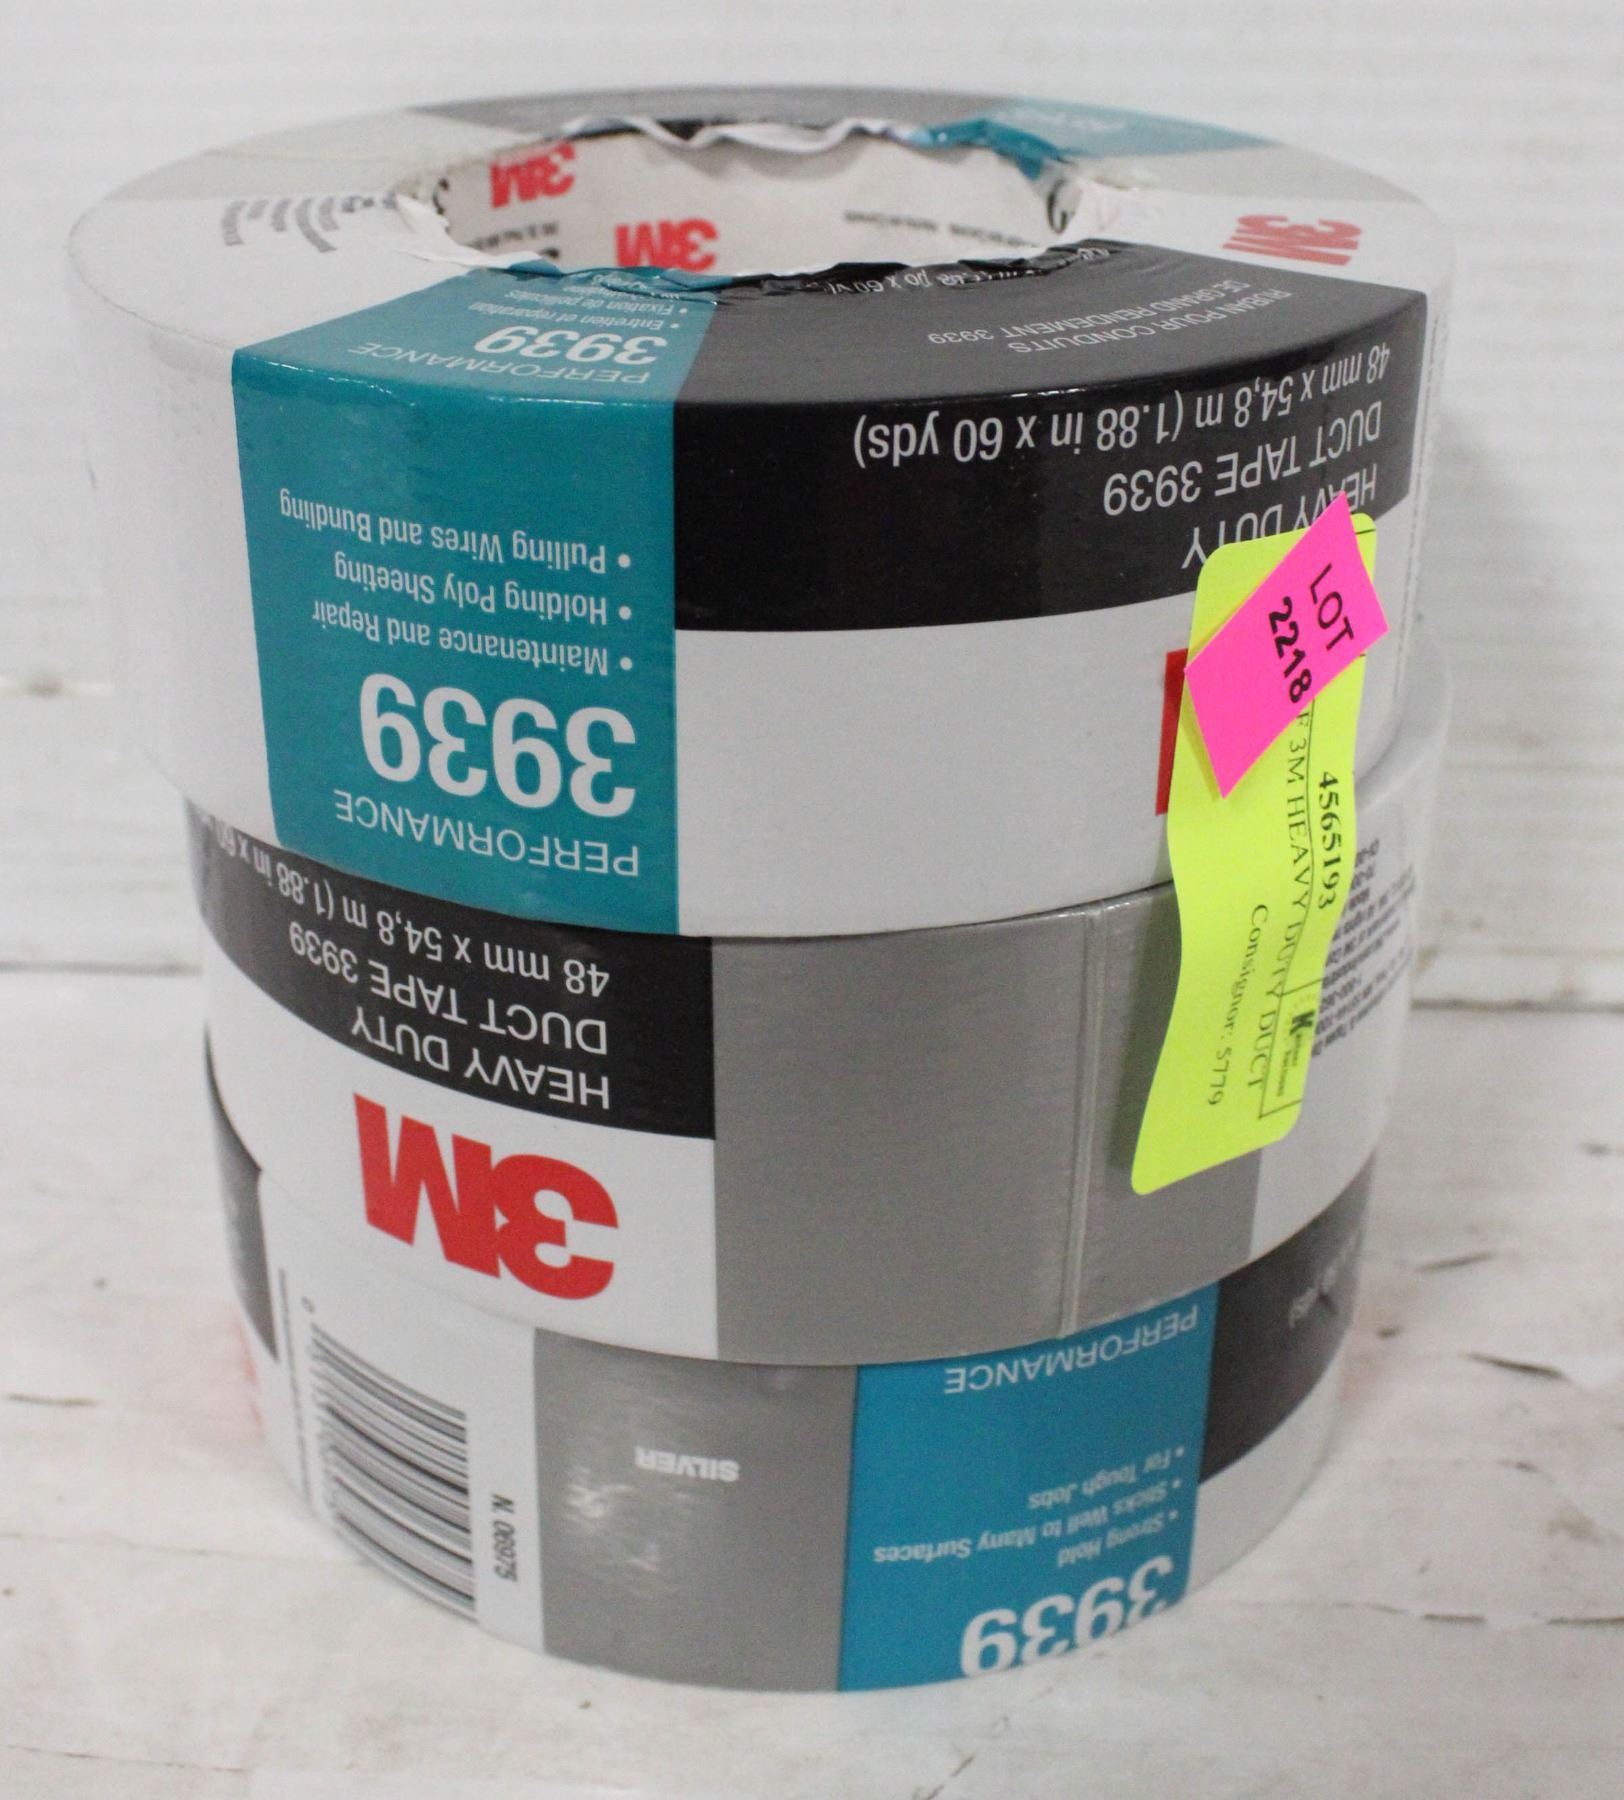 3M
3M
3M
PERFORMANCE
3939
• Entretien et réparation
• Fixation de pellicules
RUBAN POUR CONDUITS
DE GRAND RENDEMENT 3939
HEAVY DUTY
DUCT TAPE 3939
48 mm x 54,8 m (1.88 in x 60 yds)
PERFORMANCE
3939
• Maintenance and Repair
• Holding Poly Sheeting
• Pulling Wires and Bundling
LOT
2218
4565193
3M HEAVY DUTY DUCT
Consignor: 5779
3M
HEAVY DUTY
DUCT TAPE 3939
48 mm x 54,8 m (1.88 in x 60
3939
• Strong Hold
• Sticks Well to Many Surfaces
• For Tough Jobs
PERFORMANCE
SILVER
N. 06975
0